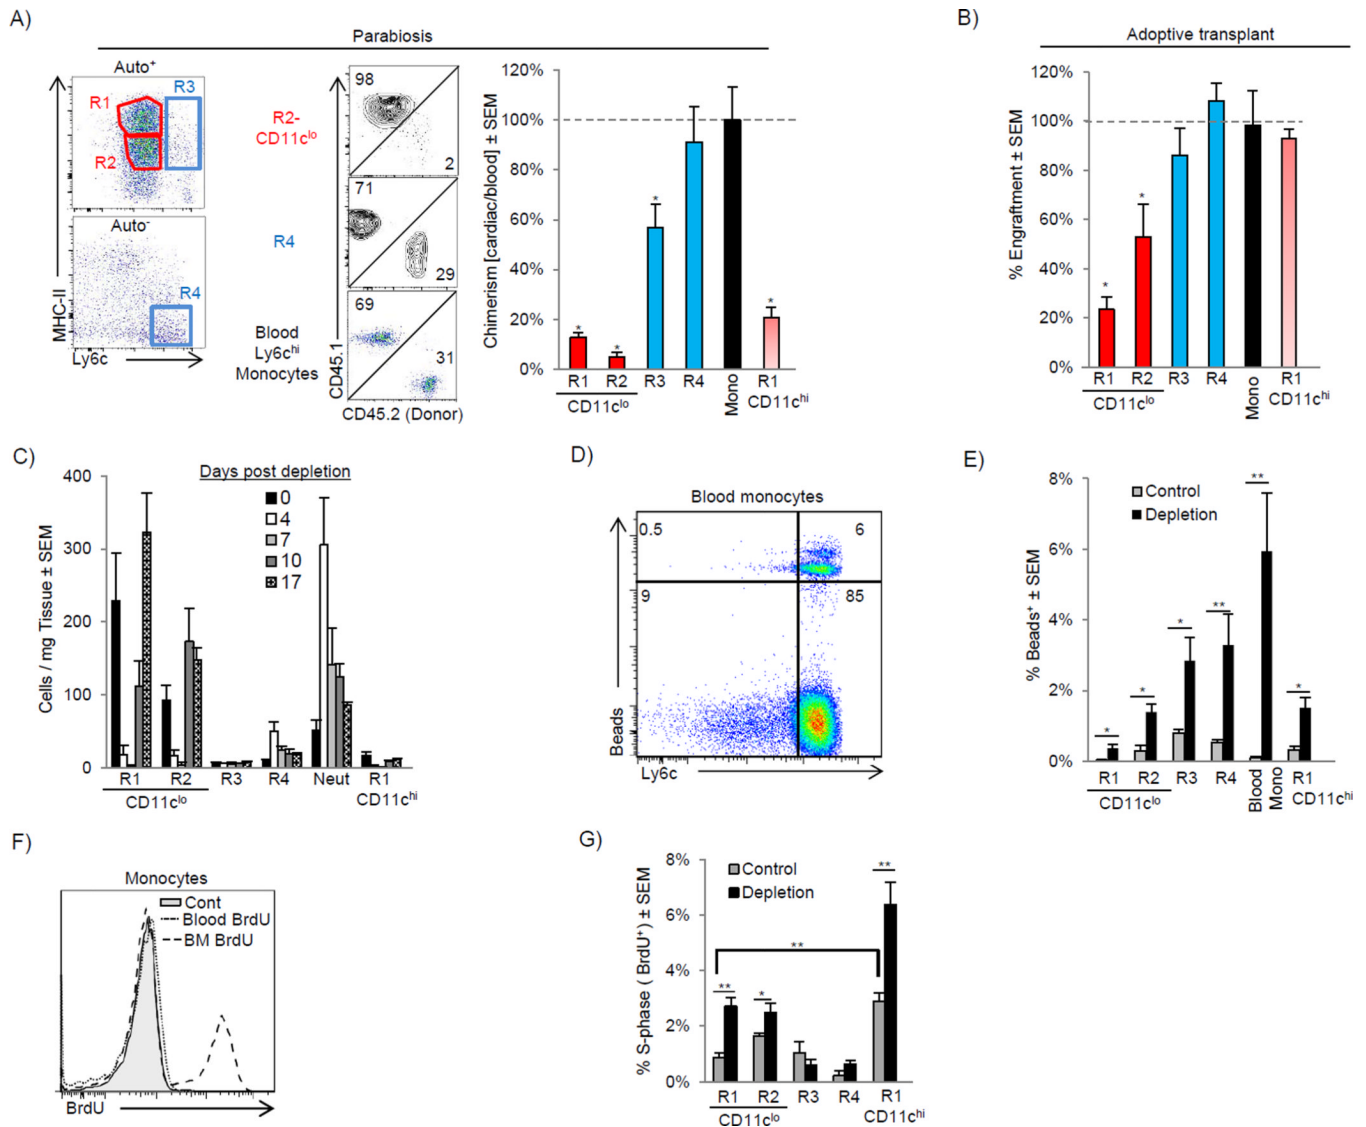 A)
Parabiosis
Auto⁺
R1
R2
R3
Auto⁻
R4
MHC-II
Ly6c
R2-
CD11cˡᵒ
R4
Blood
Ly6cʰⁱ
Monocytes
98
2
71
29
69
31
CD45.1
CD45.2 (Donor)
Chimerism [cardiac/blood] ± SEM
120%
100%
80%
60%
40%
20%
0%
* * * *
R1 R2 R3 R4 Mono R1
CD11cˡᵒ CD11cʰⁱ
B)
Adoptive transplant
% Engraftment ± SEM
120%
100%
80%
60%
40%
20%
0%
* *
R1 R2 R3 R4 Mono R1
CD11cˡᵒ CD11cʰⁱ
C)
Cells / mg Tissue ± SEM
400
300
200
100
0
Days post depletion
0
4
7
10
17
R1 R2 R3 R4 Neut R1
CD11cˡᵒ CD11cʰⁱ
D)
Blood monocytes
0.5 6
9 85
Beads
Ly6c
E)
% Beads⁺ ± SEM
8%
6%
4%
2%
0%
Control
Depletion
* * * ** ** *
R1 R2 R3 R4 Blood Mono R1
CD11cˡᵒ CD11cʰⁱ
F)
Monocytes
Cont
Blood BrdU
BM BrdU
BrdU
G)
% S-phase ( BrdU⁺) ± SEM
8%
6%
4%
2%
0%
Control
Depletion
** * ** **
R1 R2 R3 R4 R1
CD11cˡᵒ CD11cʰⁱ